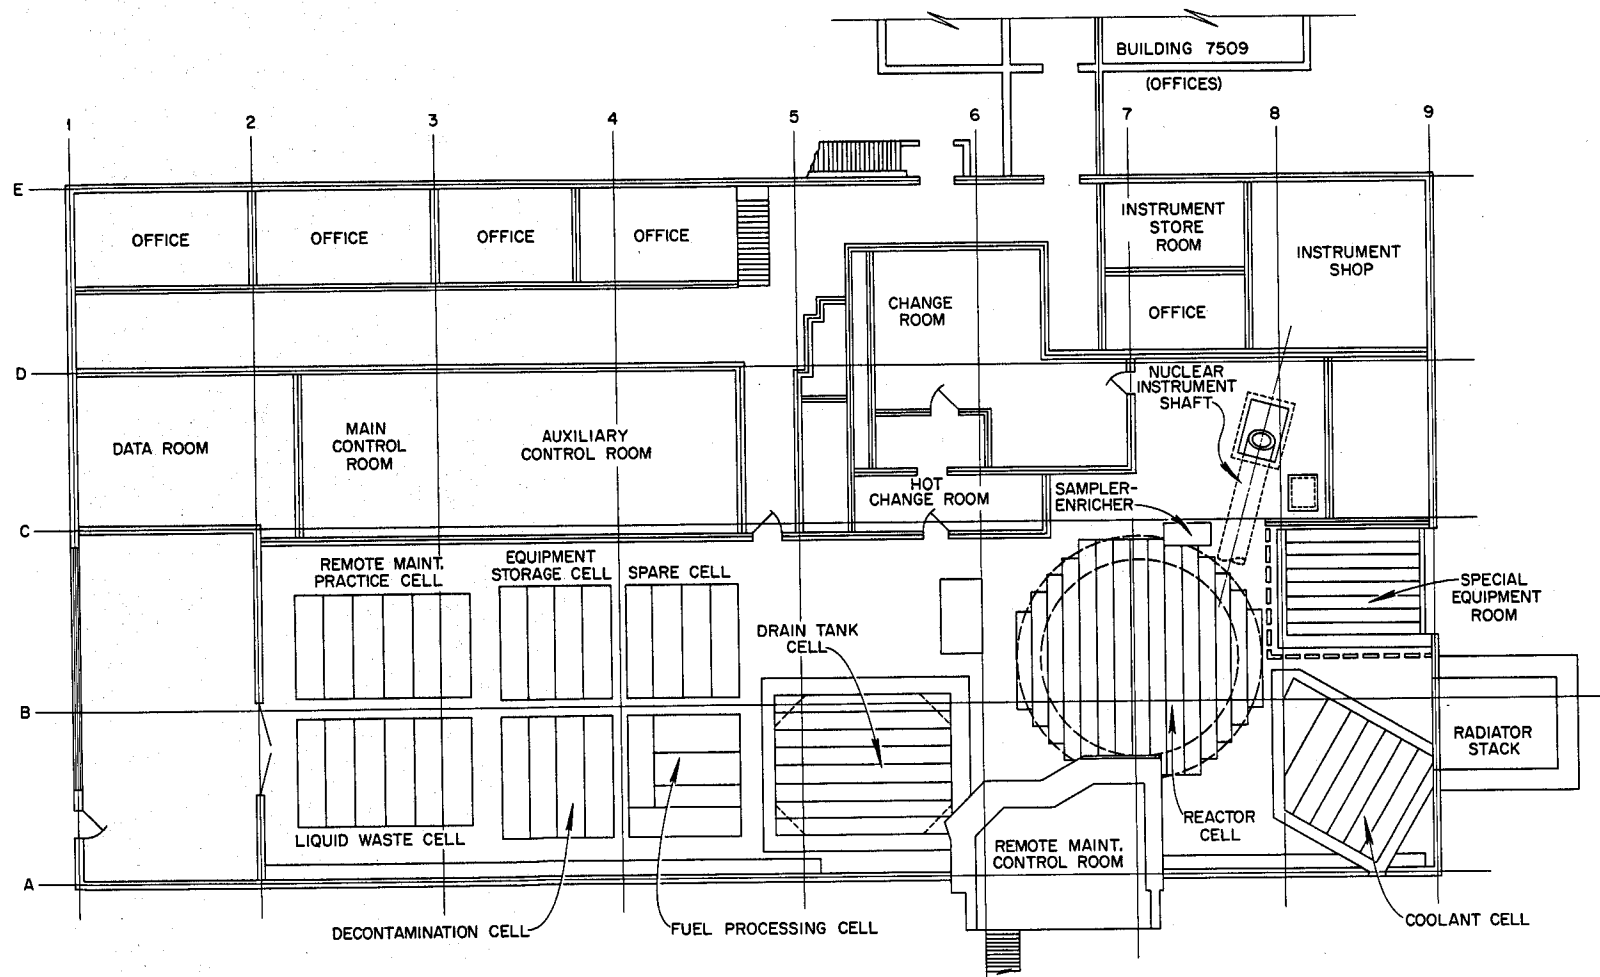 BUILDING 7509
(OFFICES)
1
2
3
4
5
6
7
8
9
E
OFFICE
OFFICE
OFFICE
OFFICE
INSTRUMENT
STORE
ROOM
INSTRUMENT
SHOP
CHANGE
ROOM
OFFICE
D
NUCLEAR
INSTRUMENT
SHAFT
DATA ROOM
MAIN
CONTROL
ROOM
AUXILIARY
CONTROL ROOM
HOT
CHANGE ROOM
SAMPLER-
ENRICHER
C
REMOTE MAINT.
PRACTICE CELL
EQUIPMENT
STORAGE CELL
SPARE CELL
SPECIAL
EQUIPMENT
ROOM
DRAIN TANK
CELL
B
RADIATOR
STACK
REACTOR
CELL
LIQUID WASTE CELL
REMOTE MAINT.
CONTROL ROOM
A
DECONTAMINATION CELL
FUEL PROCESSING CELL
COOLANT CELL